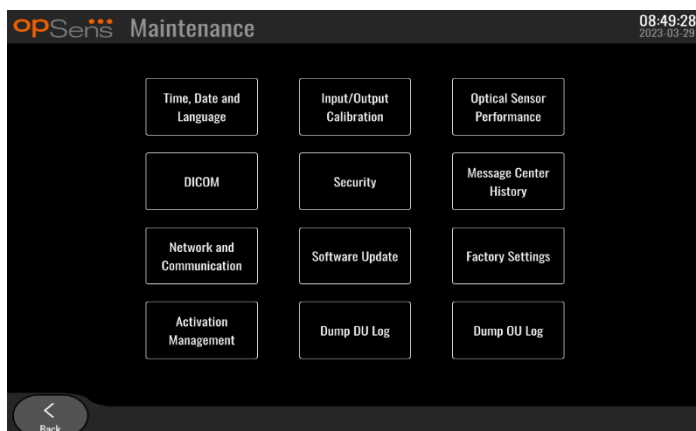 opSens Maintenance
08:49:28
2023-03-29
Time, Date and
Language
Input/Output
Calibration
Optical Sensor
Performance
DICOM
Security
Message Center
History
Network and
Communication
Software Update
Factory Settings
Activation
Management
Dump DU Log
Dump OU Log
Back